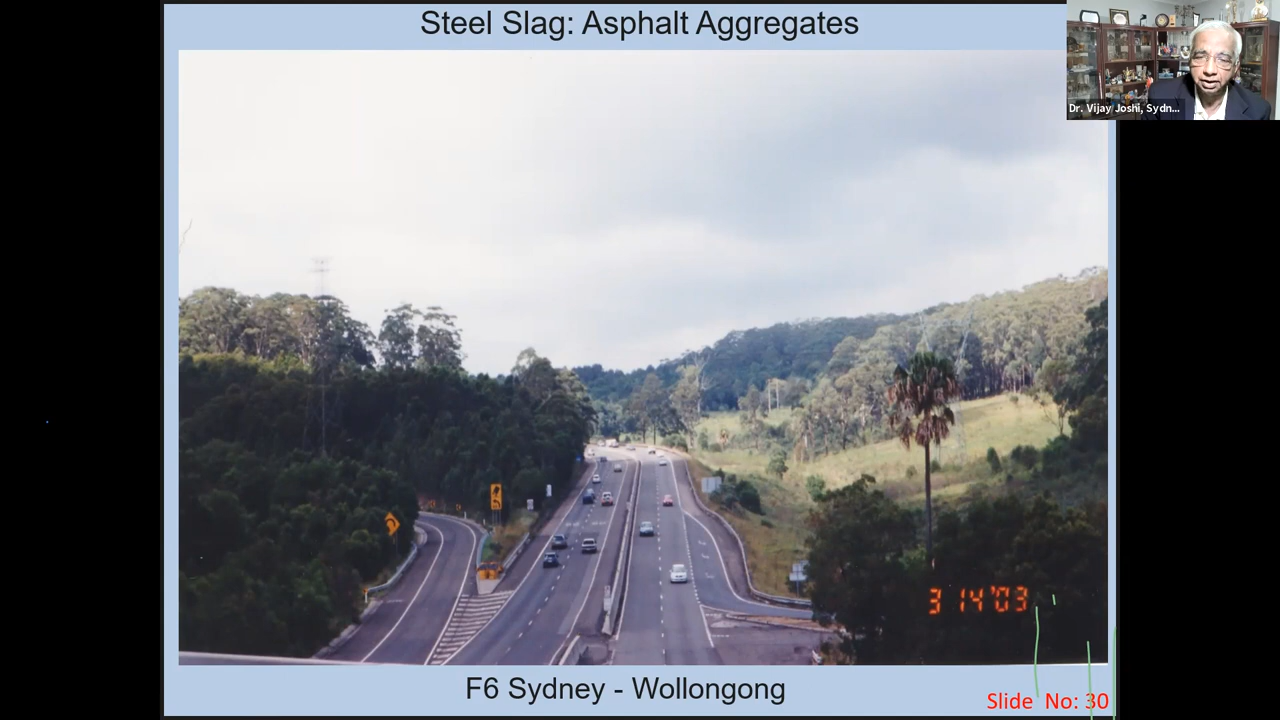 Steel Slag: Asphalt Aggregates
Dr. Vijay Joshi, Sydn...
3 14'03
F6 Sydney - Wollongong
Slide No: 30